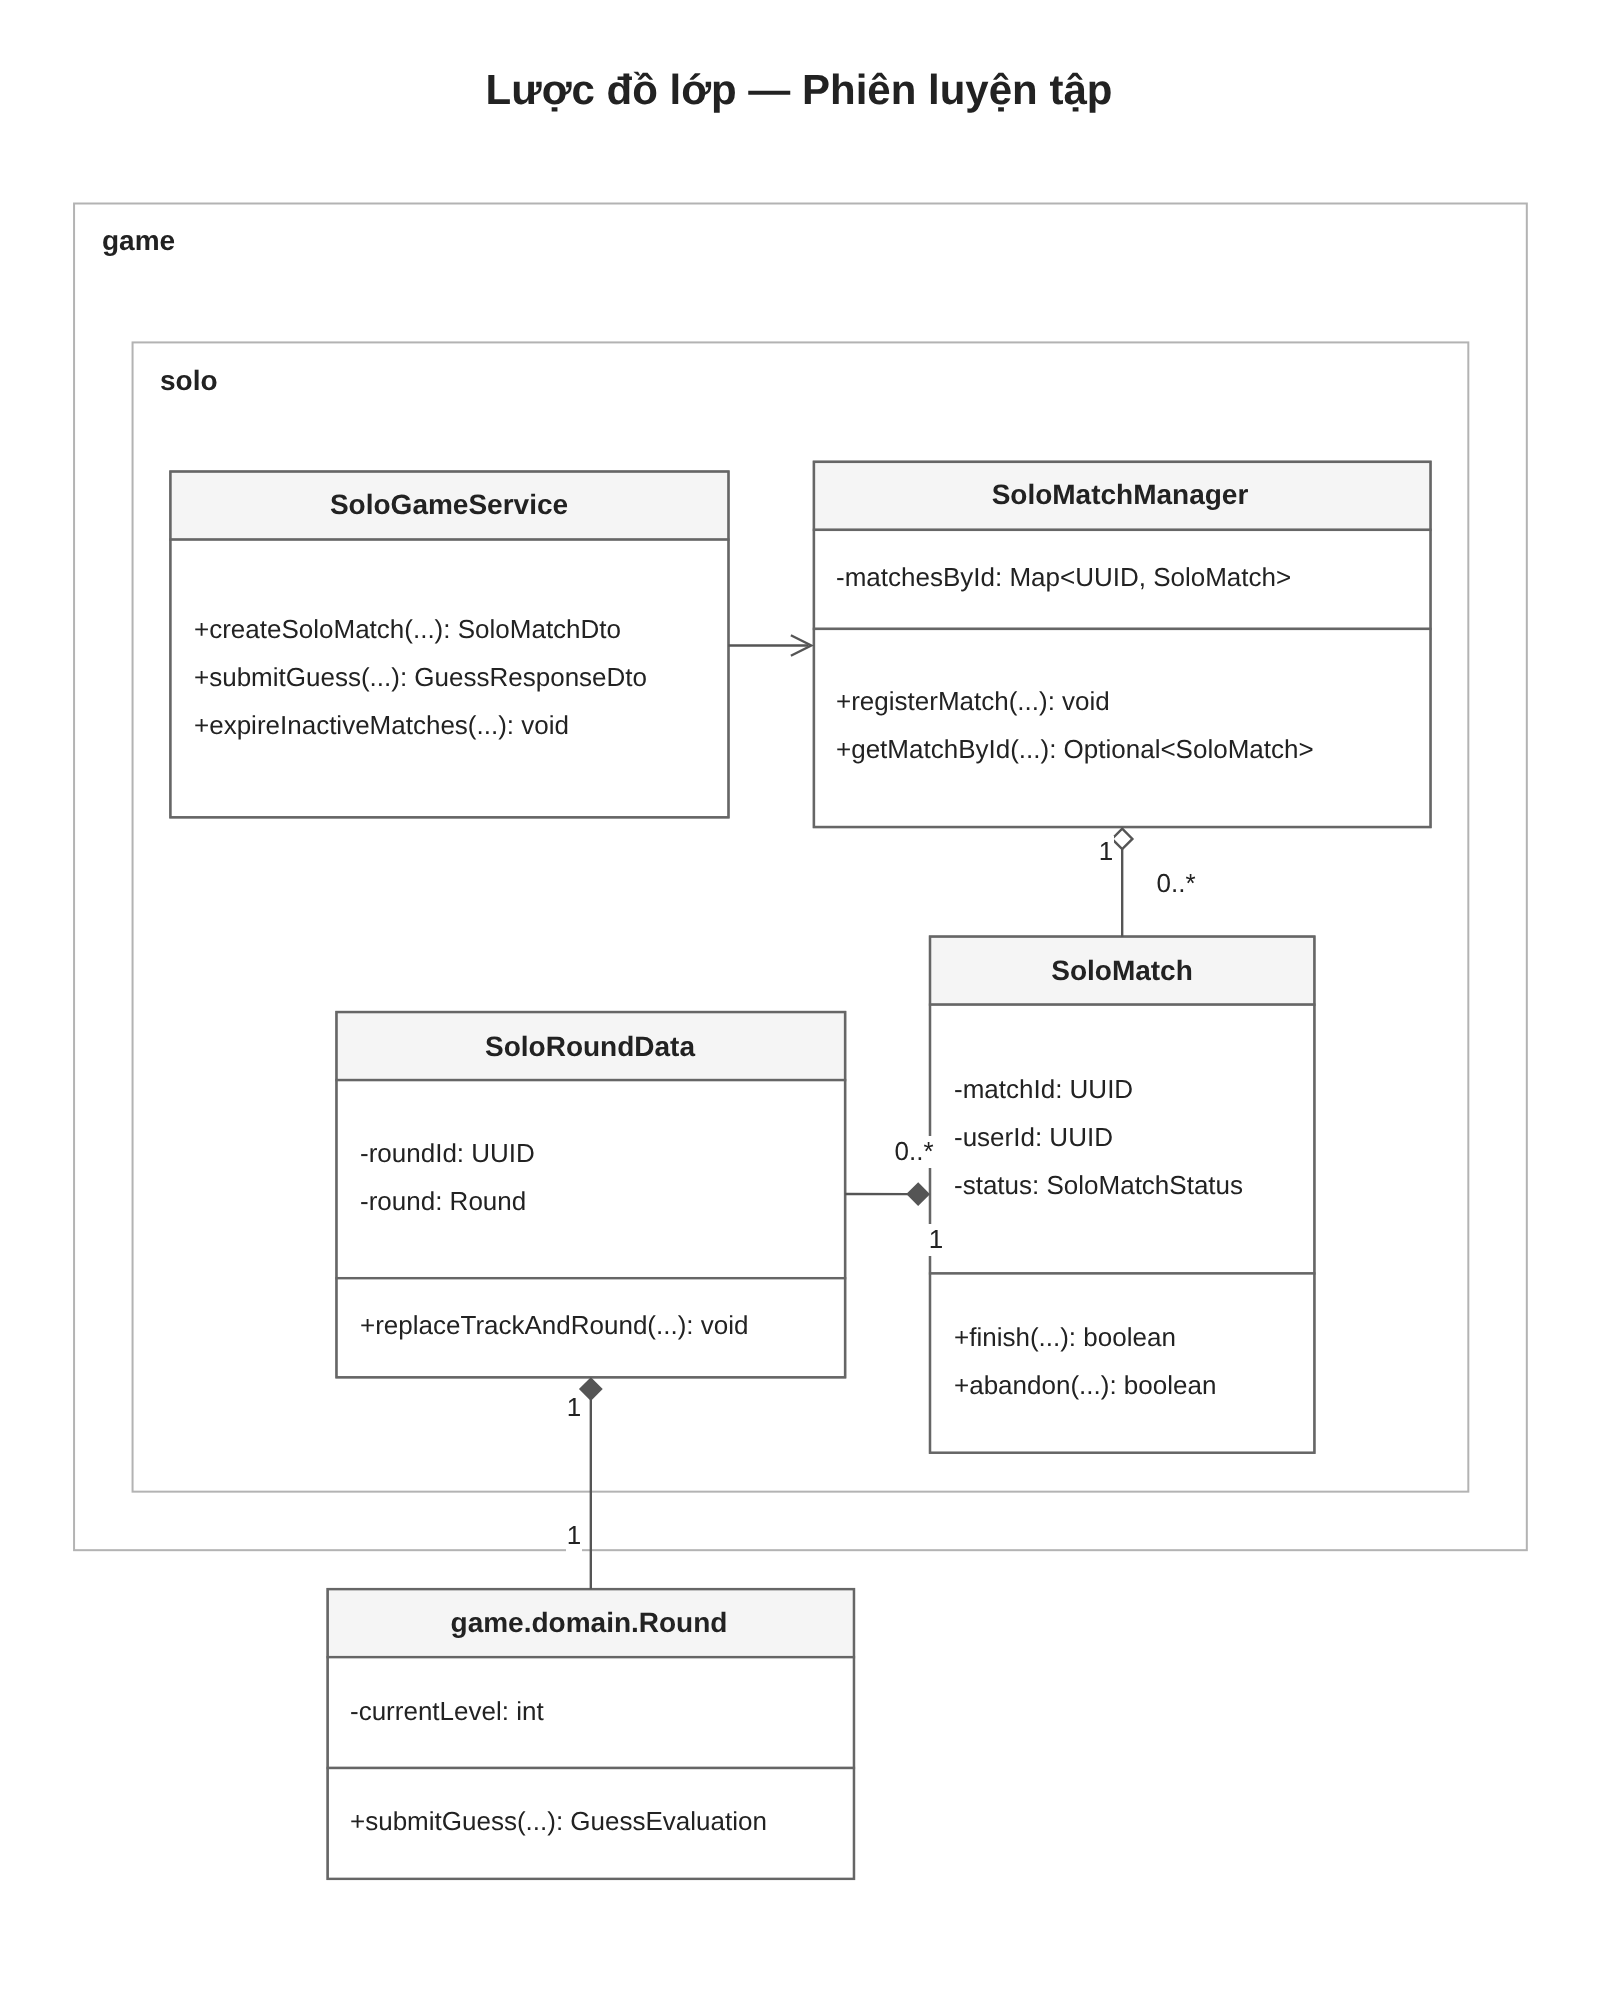 Lược đồ lớp — Phiên luyện tập
game
solo
SoloGameService
+createSoloMatch(...): SoloMatchDto
+submitGuess(...): GuessResponseDto
+expireInactiveMatches(...): void
SoloMatchManager
-matchesById: Map<UUID, SoloMatch>
+registerMatch(...): void
+getMatchById(...): Optional<SoloMatch>
1
0..*
SoloMatch
-matchId: UUID
-userId: UUID
-status: SoloMatchStatus
+finish(...): boolean
+abandon(...): boolean
0..*
1
SoloRoundData
-roundId: UUID
-round: Round
+replaceTrackAndRound(...): void
1
1
game.domain.Round
-currentLevel: int
+submitGuess(...): GuessEvaluation